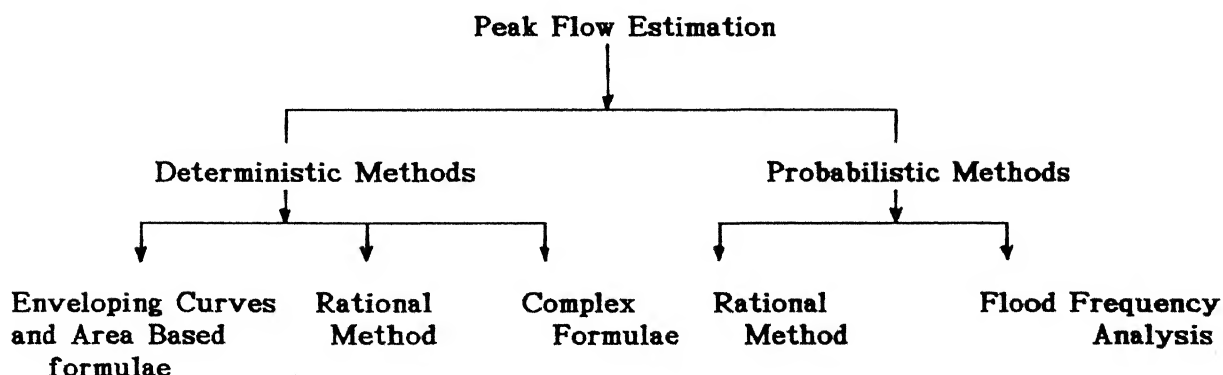 Peak Flow Estimation
Deterministic Methods
Probabilistic Methods
Enveloping Curves
and Area Based
formulae
Rational
Method
Complex
Formulae
Rational
Method
Flood Frequency
Analysis